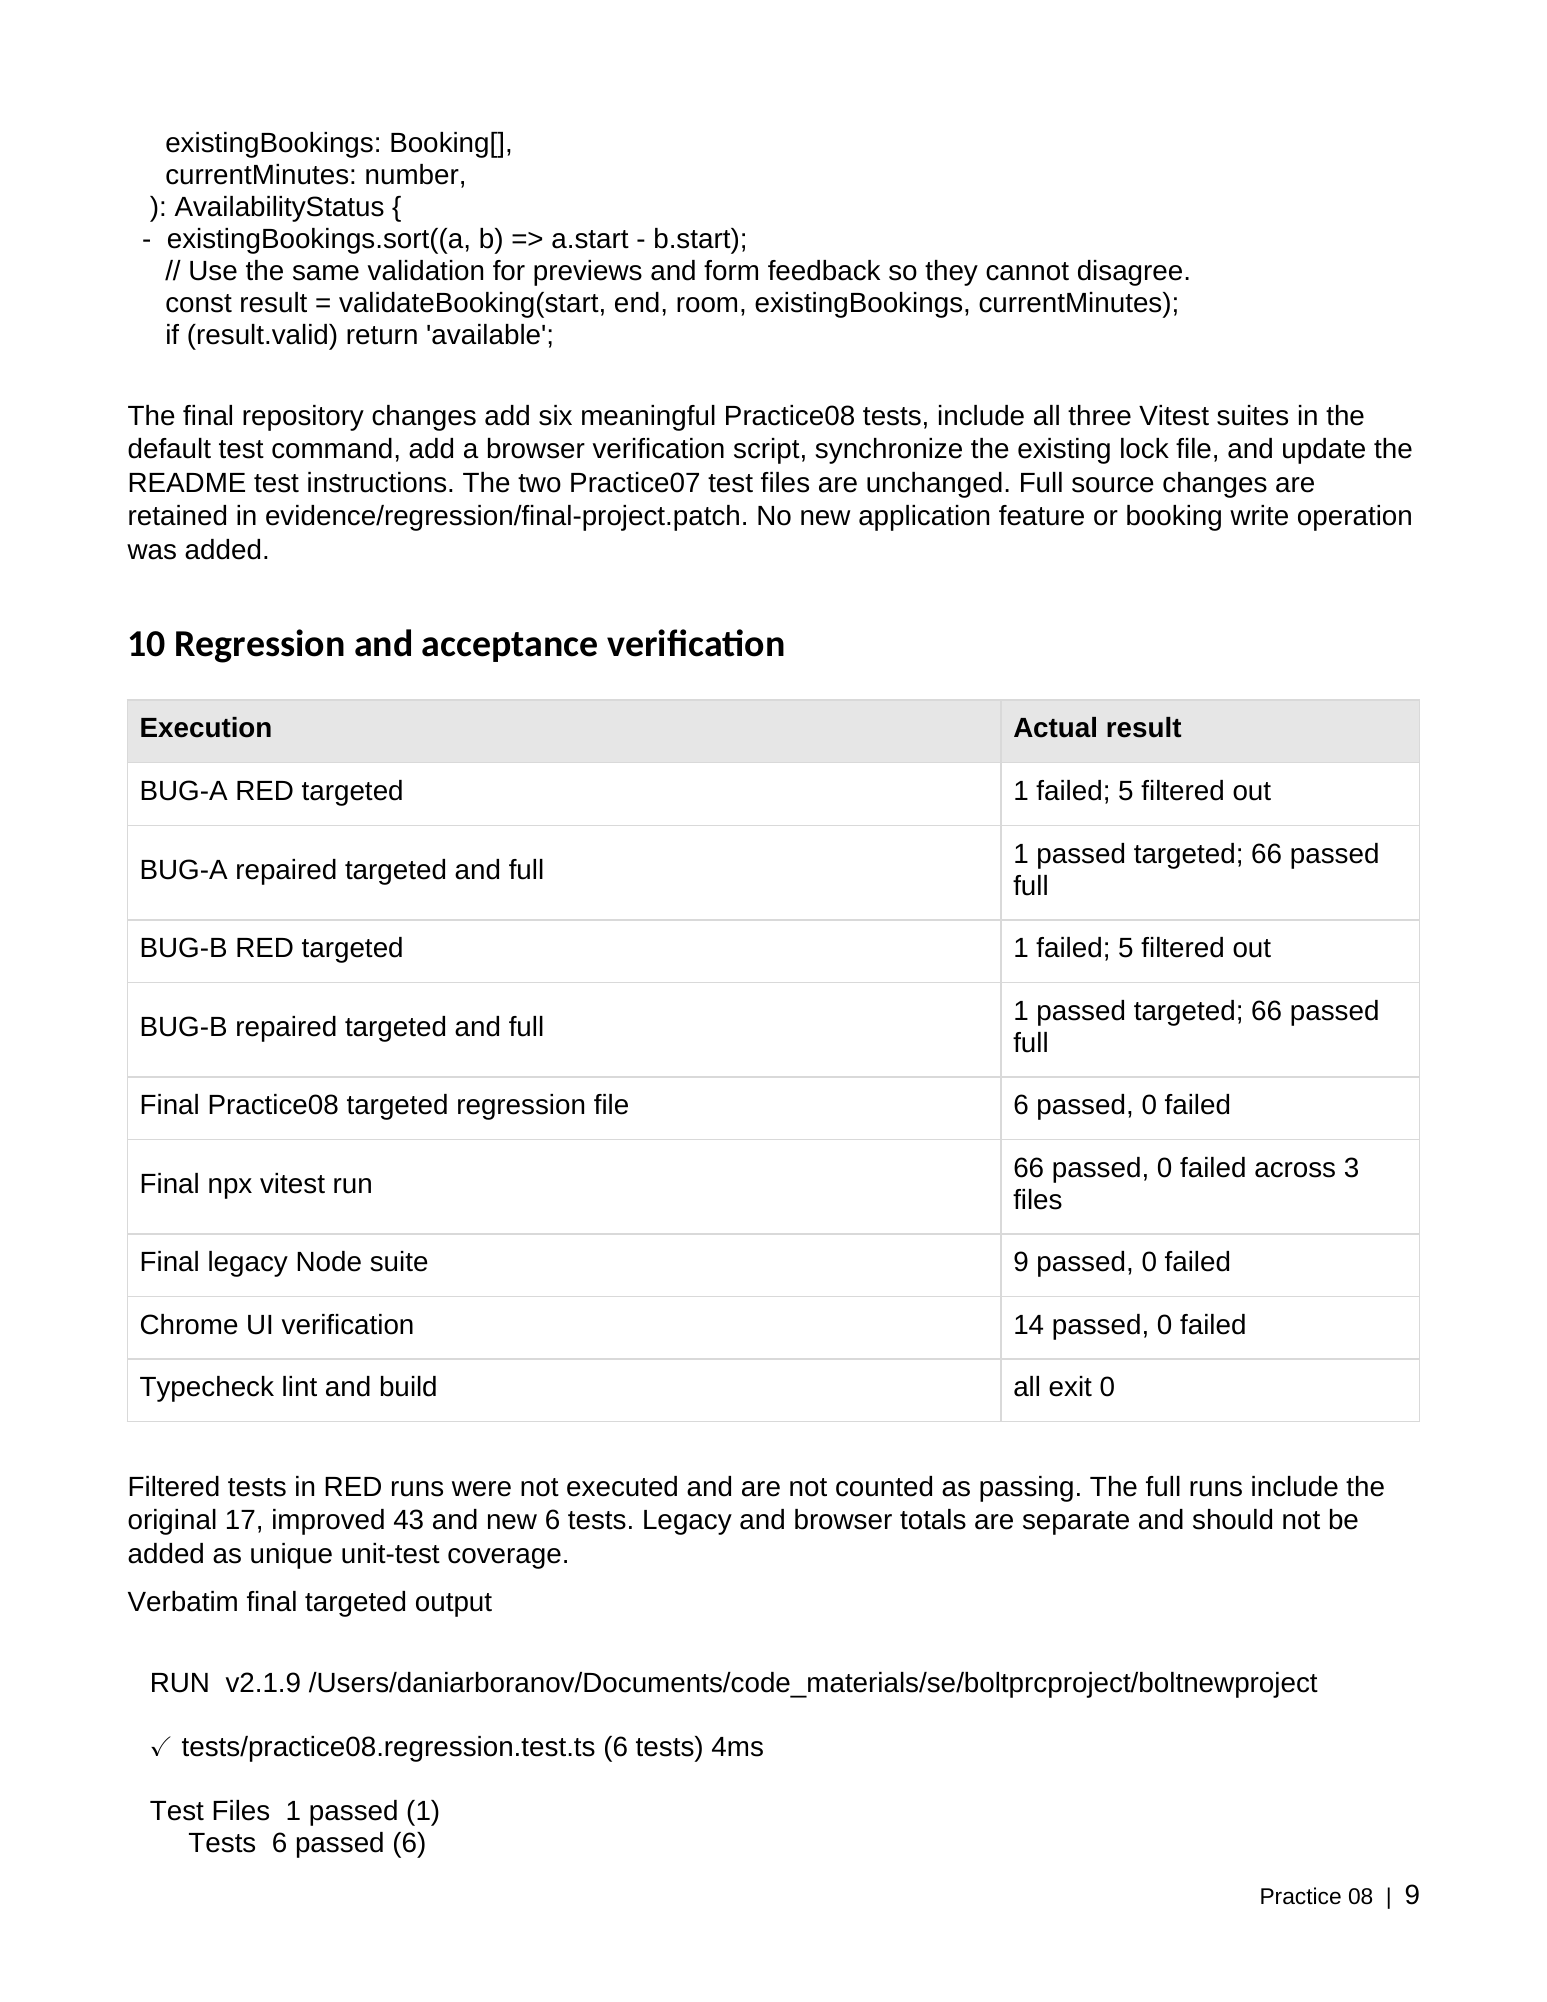 existingBookings: Booking[],
currentMinutes: number,
): AvailabilityStatus {
- existingBookings.sort((a, b) => a.start - b.start);
// Use the same validation for previews and form feedback so they cannot disagree.
const result = validateBooking(start, end, room, existingBookings, currentMinutes);
if (result.valid) return 'available';
The final repository changes add six meaningful Practice08 tests, include all three Vitest suites in the
default test command, add a browser verification script, synchronize the existing lock file, and update the
README test instructions. The two Practice07 test files are unchanged. Full source changes are
retained in evidence/regression/final-project.patch. No new application feature or booking write operation
was added.
10 Regression and acceptance verification
Execution Actual result
BUG-A RED targeted 1 failed; 5 filtered out
BUG-A repaired targeted and full 1 passed targeted; 66 passed
full
BUG-B RED targeted 1 failed; 5 filtered out
BUG-B repaired targeted and full 1 passed targeted; 66 passed
full
Final Practice08 targeted regression file 6 passed, 0 failed
Final npx vitest run 66 passed, 0 failed across 3
files
Final legacy Node suite 9 passed, 0 failed
Chrome UI verification 14 passed, 0 failed
Typecheck lint and build all exit 0
Filtered tests in RED runs were not executed and are not counted as passing. The full runs include the
original 17, improved 43 and new 6 tests. Legacy and browser totals are separate and should not be
added as unique unit-test coverage.
Verbatim final targeted output
RUN v2.1.9 /Users/daniarboranov/Documents/code_materials/se/boltprcproject/boltnewproject
✓ tests/practice08.regression.test.ts (6 tests) 4ms
Test Files 1 passed (1)
Tests 6 passed (6)
Practice 08 | 9